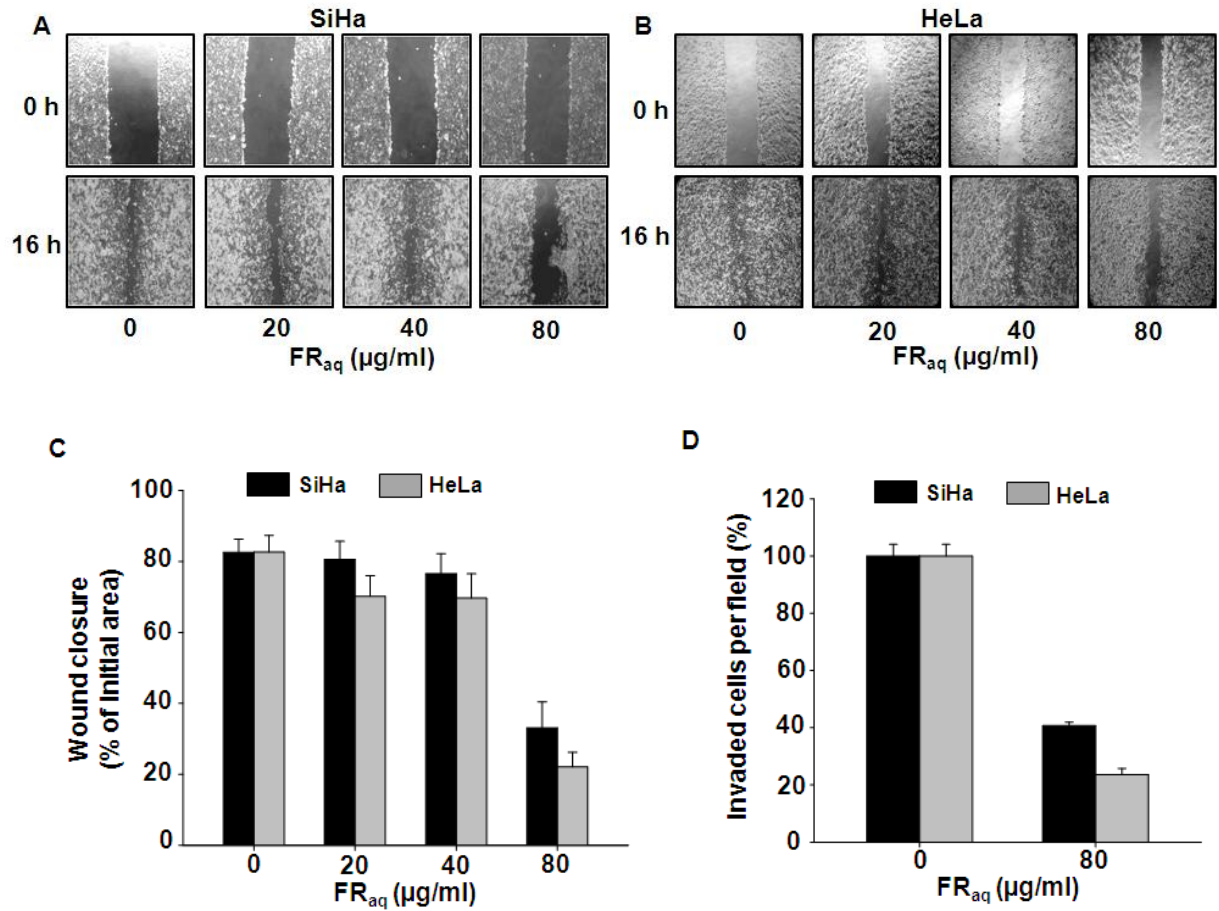 A
SiHa
0 h
16 h
0 20 40 80
FRaq (µg/ml)
B
HeLa
0 h
16 h
0 20 40 80
FRaq (µg/ml)
C
SiHa HeLa
Wound closure
(% of initial area)
100
80
60
40
20
0
0 20 40 80
FRaq (µg/ml)
D
SiHa HeLa
Invaded cells per field (%)
120
100
80
60
40
20
0
0 80
FRaq (µg/ml)